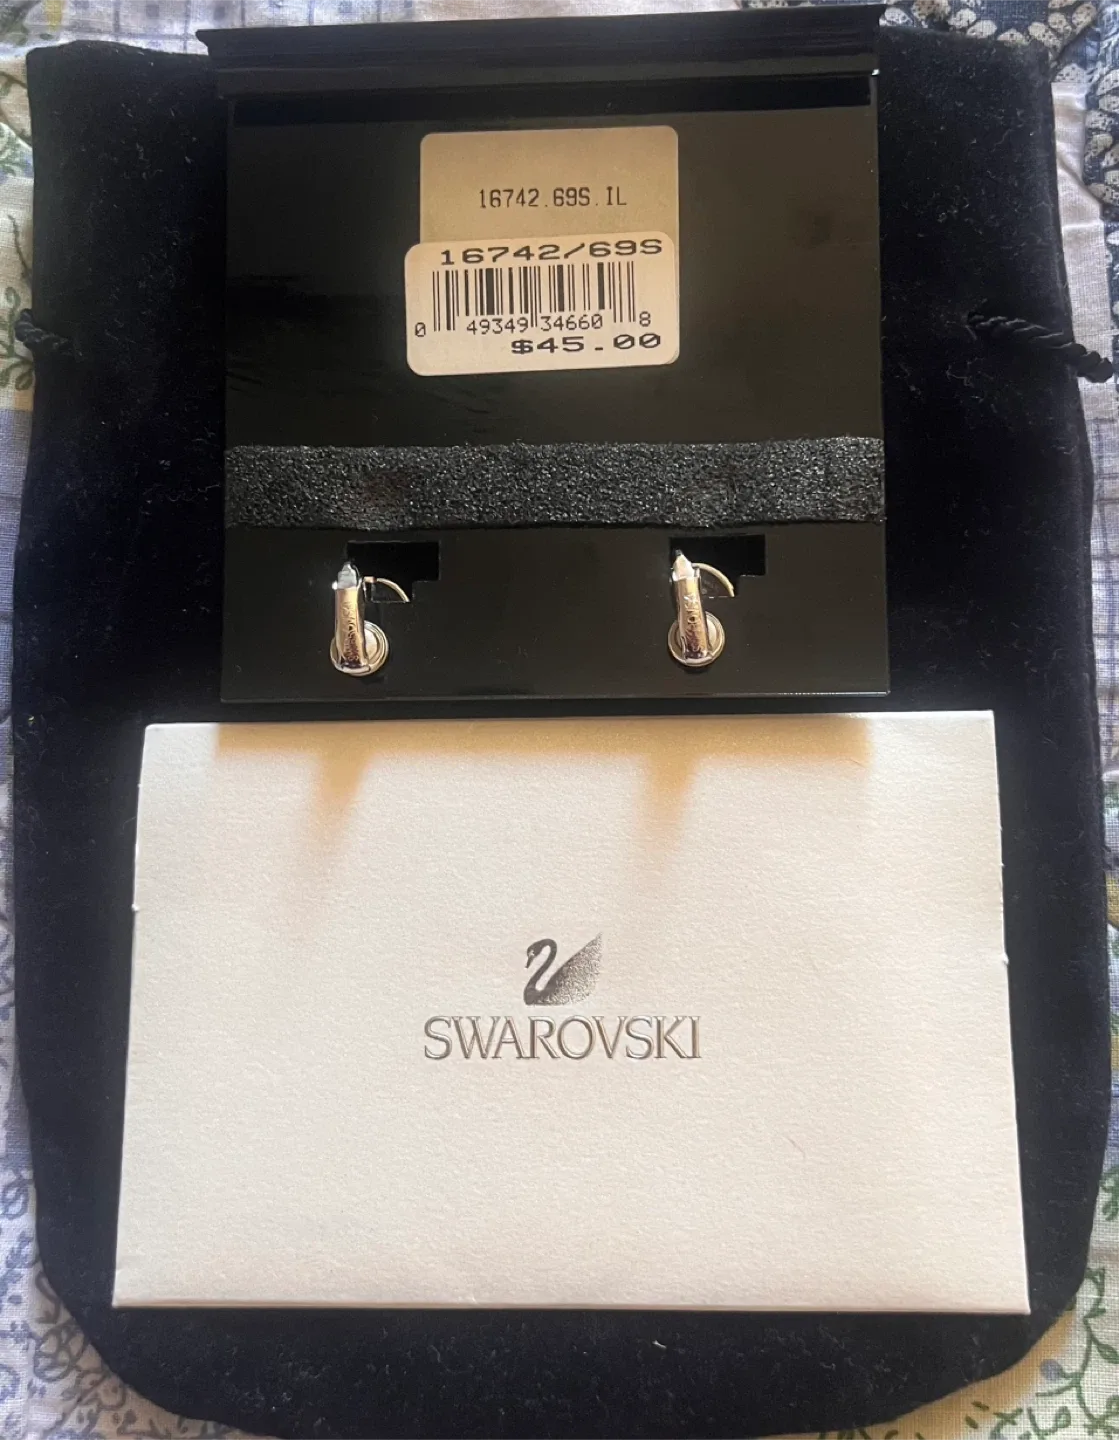 16742.69S.IL
16742/69S
0 49349 34660 8
$45.00
SWAROVSKI